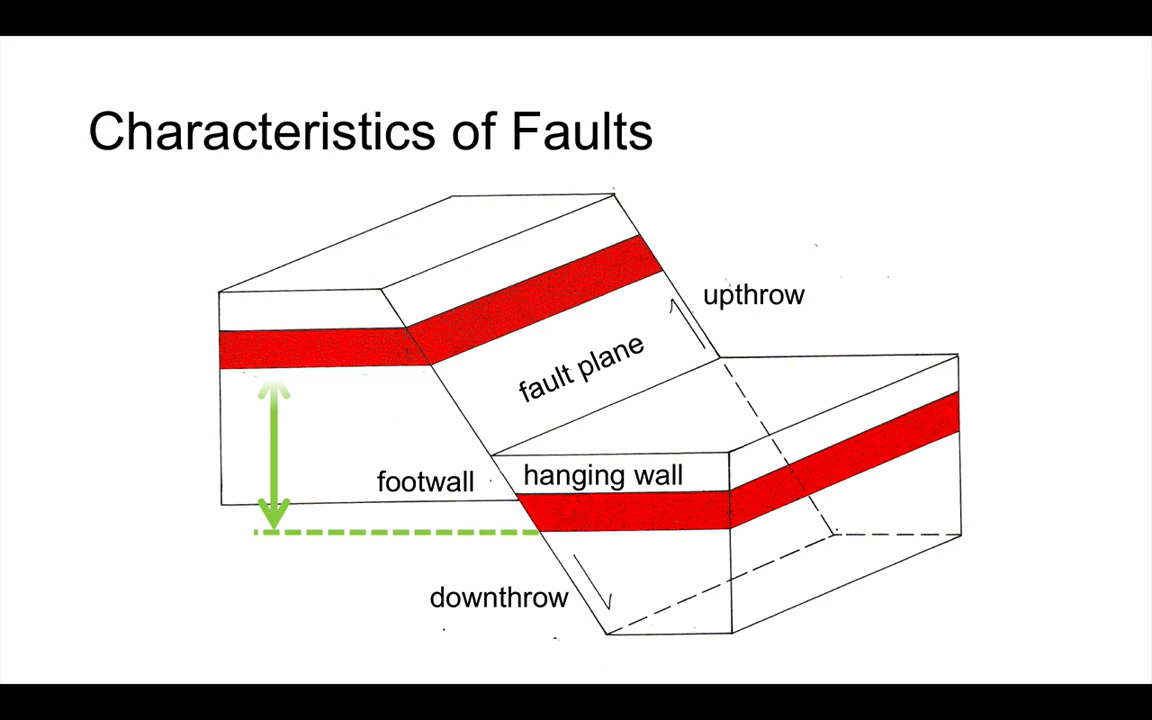 Characteristics of Faults
upthrow
fault plane
footwall
hanging wall
downthrow